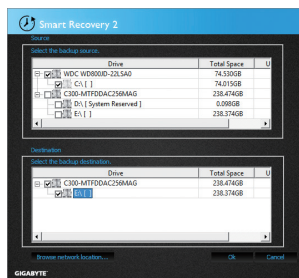 Smart Recovery 2
Source
Select the backup source.
Drive Total Space U
WDC WD800JD-22LSA0 74.530GB
C:\ [ ] 74.015GB
C300-MTFDDAC256MAG 238.474GB
D:\ [ System Reserved ] 0.098GB
E:\ [ ] 238.374GB
Destination
Select the backup destination.
Drive Total Space U
C300-MTFDDAC256MAG 238.474GB
E:\ [ ] 238.374GB
Browse network location... Ok Cancel
GIGABYTE